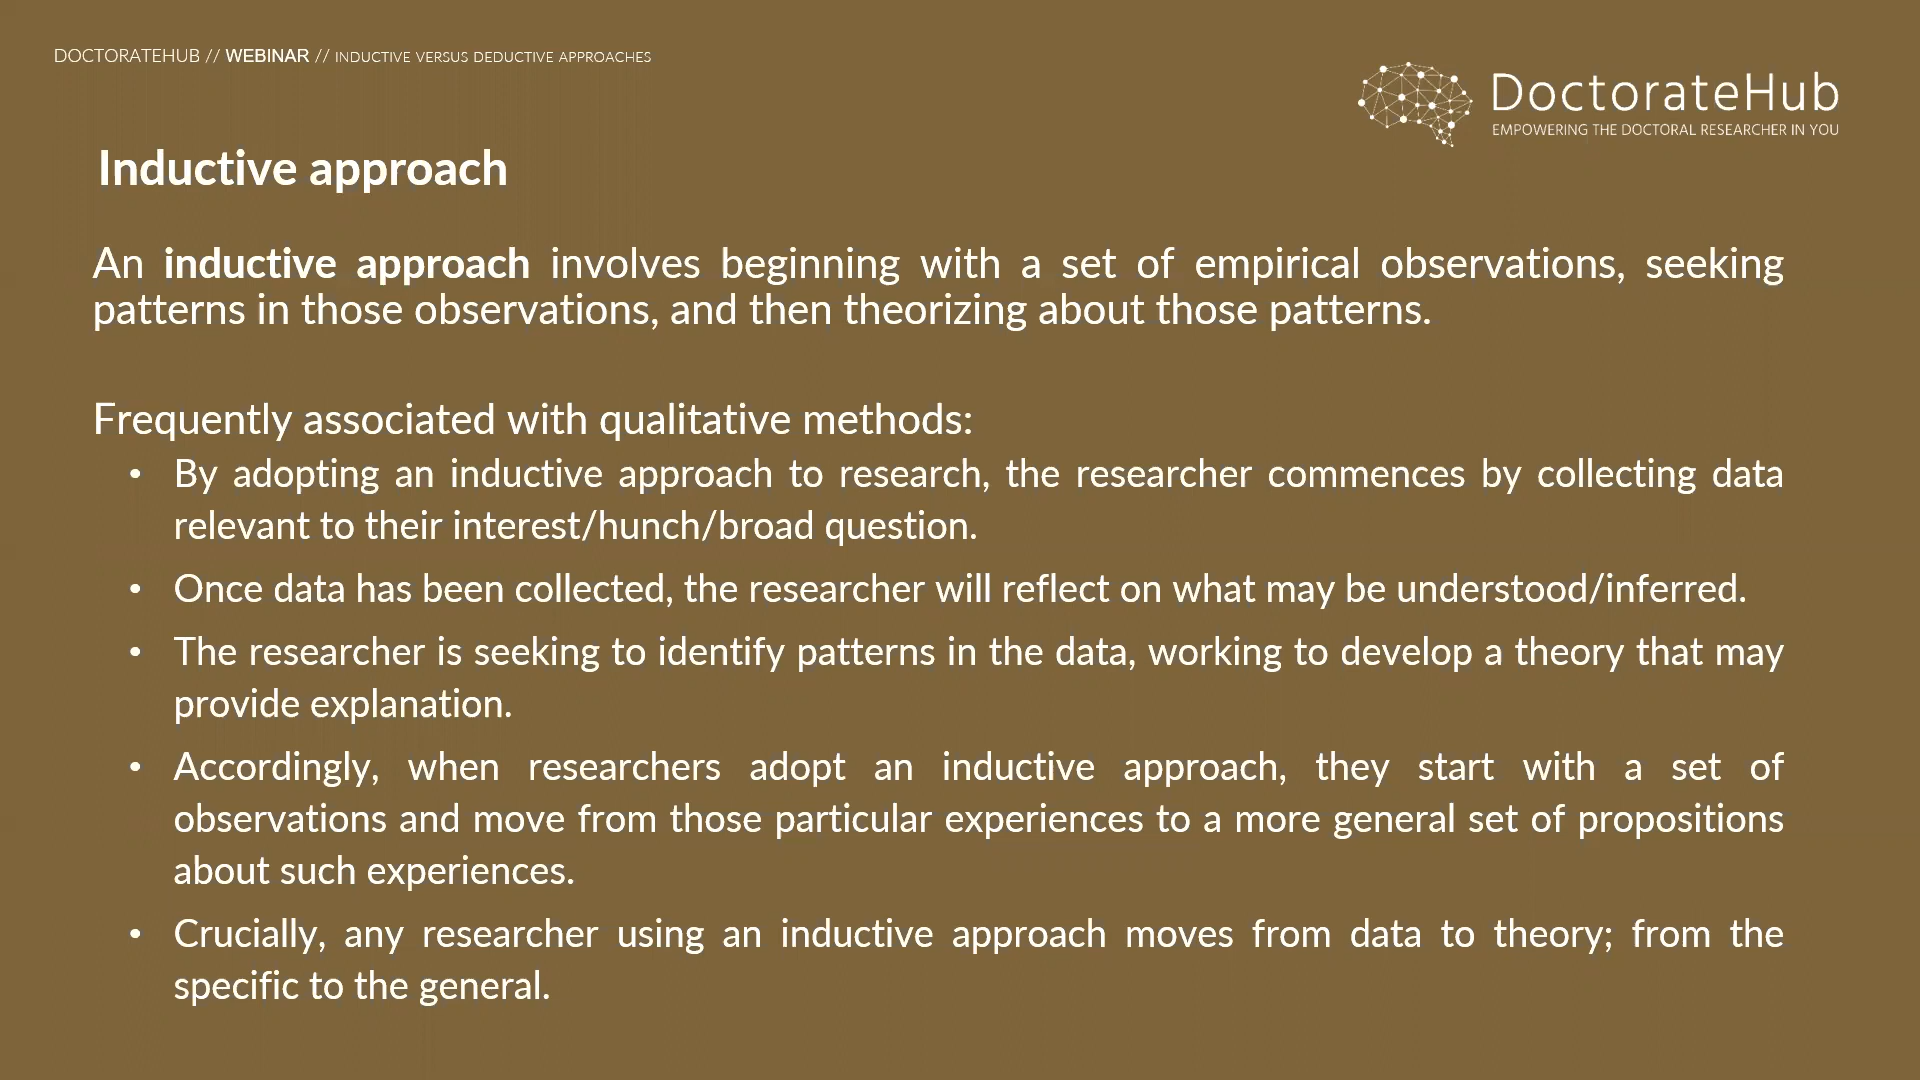 DOCTORATEHUB // WEBINAR // INDUCTIVE VERSUS DEDUCTIVE APPROACHES
DoctorateHub
EMPOWERING THE DOCTORAL RESEARCHER IN YOU
Inductive approach
An inductive approach involves beginning with a set of empirical observations, seeking
patterns in those observations, and then theorizing about those patterns.
Frequently associated with qualitative methods:
• By adopting an inductive approach to research, the researcher commences by collecting data
relevant to their interest/hunch/broad question.
• Once data has been collected, the researcher will reflect on what may be understood/inferred.
• The researcher is seeking to identify patterns in the data, working to develop a theory that may
provide explanation.
• Accordingly, when researchers adopt an inductive approach, they start with a set of
observations and move from those particular experiences to a more general set of propositions
about such experiences.
• Crucially, any researcher using an inductive approach moves from data to theory; from the
specific to the general.